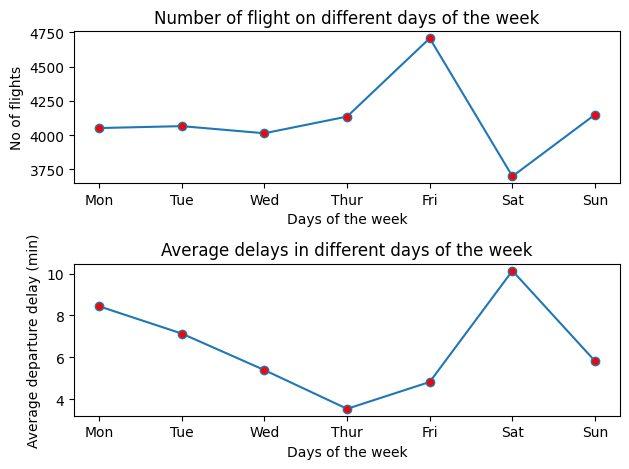 Number of flight on different days of the week
No of flights
4750
4500
4250
4000
3750
Mon Tue Wed Thur Fri Sat Sun
Days of the week
Average delays in different days of the week
Average departure delay (min)
10
8
6
4
Mon Tue Wed Thur Fri Sat Sun
Days of the week